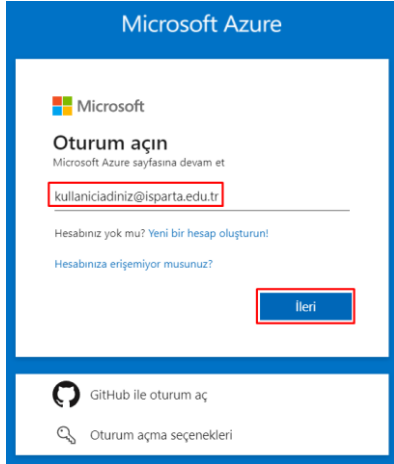 Microsoft Azure
Microsoft
Oturum açın
Microsoft Azure sayfasına devam et
kullaniciadiniz@isparta.edu.tr
Hesabınız yok mu? Yeni bir hesap oluşturun!
Hesabınıza erişemiyor musunuz?
İleri
GitHub ile oturum aç
Oturum açma seçenekleri